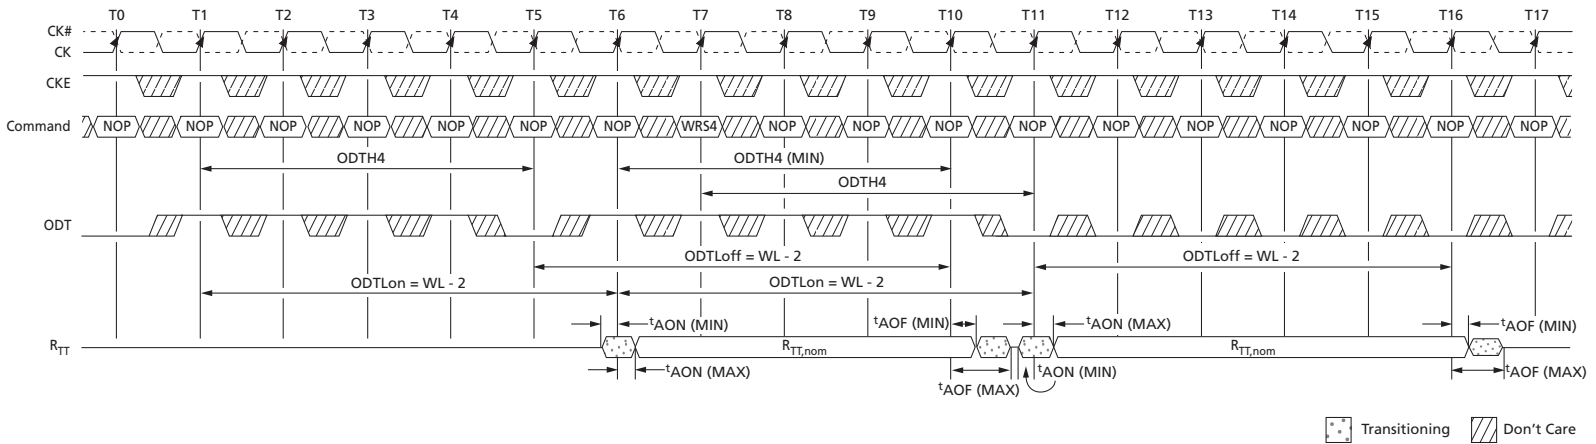 T0 T1 T2 T3 T4 T5 T6 T7 T8 T9 T10 T11 T12 T13 T14 T15 T16 T17
CK#
CK
CKE
Command NOP NOP NOP NOP NOP NOP NOP WRS4 NOP NOP NOP NOP NOP NOP NOP NOP NOP NOP
ODTH4 ODTH4 (MIN)
ODTH4
ODT
ODTLoff = WL - 2 ODTLoff = WL - 2
ODTLon = WL - 2 ODTLon = WL - 2
tAON (MIN) tAOF (MIN) tAON (MAX) tAOF (MIN)
RTT RTT,nom RTT,nom
tAON (MAX) tAON (MIN) tAOF (MAX)
tAOF (MAX)
Transitioning Don't Care